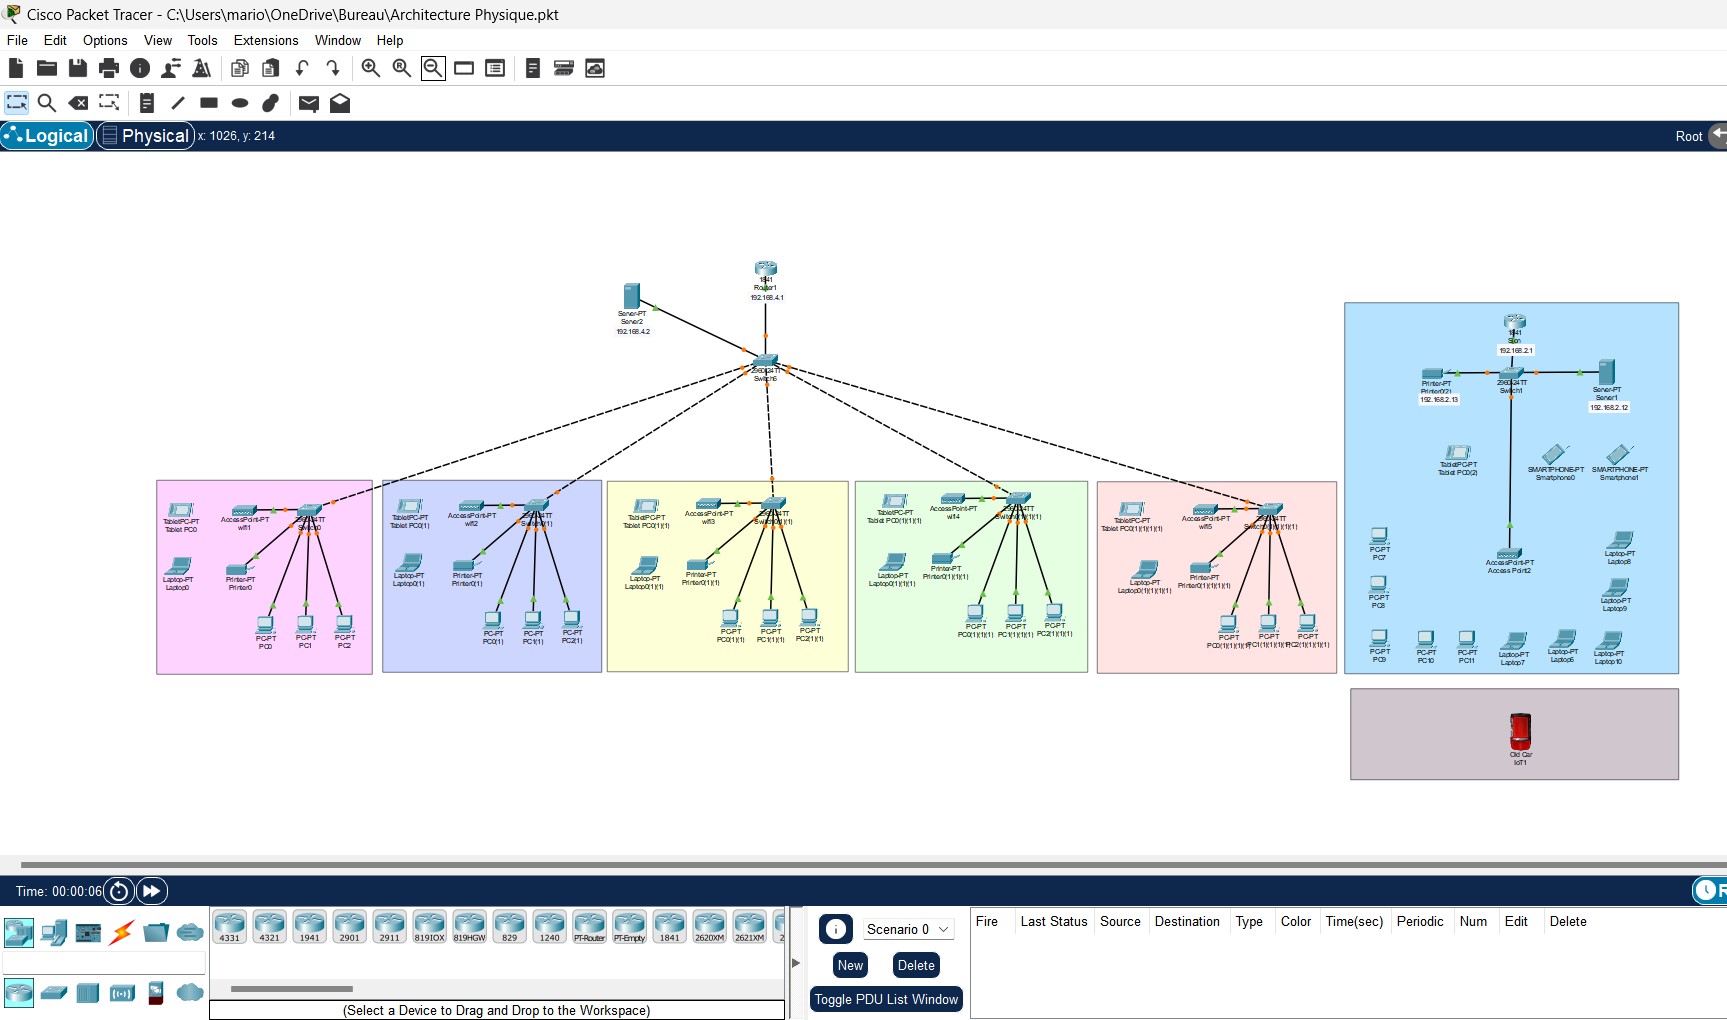 Cisco Packet Tracer - C:\Users\mario\OneDrive\Bureau\Architecture Physique.pkt
File Edit Options View Tools Extensions Window Help
Logical Physical x: 1026, y: 214 Root
1841
Router1
192.168.4.1
Server-PT
Server2
192.168.4.2
2960-24TT
Switch6
1841
192.168.2.1
Printer-PT
Printer0(2)
192.168.2.13
2960-24TT
Switch1
Server-PT
Server1
192.168.2.12
TabletPC-PT
Tablet PC0(2)
SMARTPHONE-PT
Smartphone0
SMARTPHONE-PT
Smartphone1
AccessPoint-PT
Access Point2
PC-PT
PC7
PC-PT
PC8
PC-PT
PC9
PC-PT
PC10
PC-PT
PC11
Laptop-PT
Laptop7
Laptop-PT
Laptop6
Laptop-PT
Laptop10
Laptop-PT
Laptop8
Laptop-PT
Laptop9
TabletPC-PT
Tablet PC0
AccessPoint-PT
wifi1
2960-24TT
Switch0
Laptop-PT
Laptop0
Printer-PT
Printer0
PC-PT
PC0
PC-PT
PC1
PC-PT
PC2
TabletPC-PT
Tablet PC0(1)
AccessPoint-PT
wifi2
2960-24TT
Switch0(1)
Laptop-PT
Laptop0(1)
Printer-PT
Printer0(1)
PC-PT
PC0(1)
PC-PT
PC1(1)
PC-PT
PC2(1)
TabletPC-PT
Tablet PC0(1)(1)
AccessPoint-PT
wifi3
2960-24TT
Switch0(1)(1)
Laptop-PT
Laptop0(1)(1)
Printer-PT
Printer0(1)(1)
PC-PT
PC0(1)(1)
PC-PT
PC1(1)(1)
PC-PT
PC2(1)(1)
TabletPC-PT
Tablet PC0(1)(1)(1)
AccessPoint-PT
wifi4
2960-24TT
Switch0(1)(1)(1)
Laptop-PT
Laptop0(1)(1)(1)
Printer-PT
Printer0(1)(1)(1)
PC-PT
PC0(1)(1)(1)
PC-PT
PC1(1)(1)(1)
PC-PT
PC2(1)(1)(1)
TabletPC-PT
Tablet PC0(1)(1)(1)(1)
AccessPoint-PT
wifi5
2960-24TT
Switch0(1)(1)(1)(1)
Laptop-PT
Laptop0(1)(1)(1)(1)
Printer-PT
Printer0(1)(1)(1)(1)
PC-PT
PC0(1)(1)(1)(1)
PC-PT
PC1(1)(1)(1)(1)
PC-PT
PC2(1)(1)(1)(1)
Old Car
IoT1
Time: 00:00:06
4331 4321 1941 2901 2911 819IOX 819HGW 829 1240 PT-Router PT-Empty 1841 2620XM 2621XM
(Select a Device to Drag and Drop to the Workspace)
Scenario 0
New Delete
Toggle PDU List Window
Fire Last Status Source Destination Type Color Time(sec) Periodic Num Edit Delete